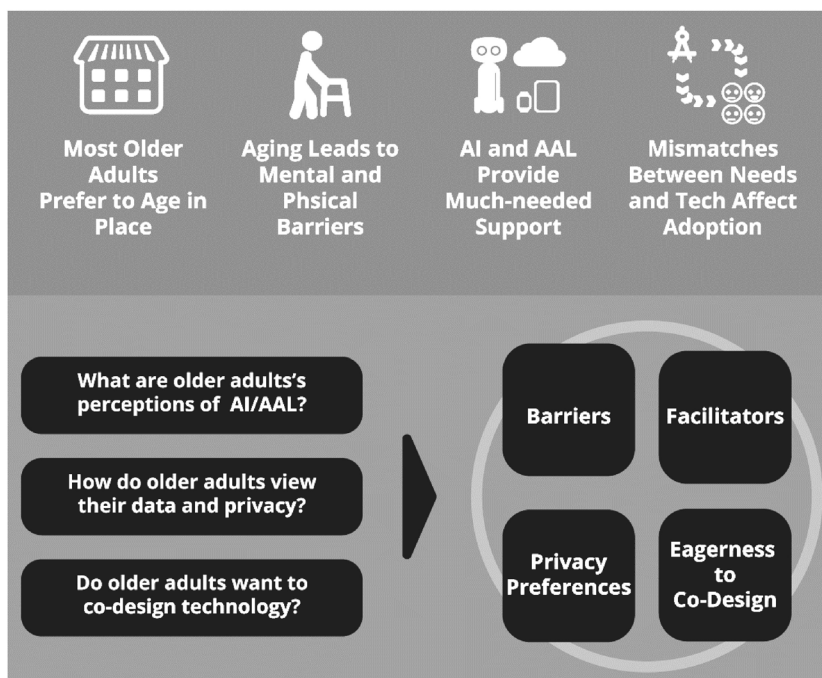 Most Older
Adults
Prefer to Age in
Place
Aging Leads to
Mental and
Phsical
Barriers
AI and AAL
Provide
Much-needed
Support
Mismatches
Between Needs
and Tech Affect
Adoption
What are older adults's
perceptions of AI/AAL?
How do older adults view
their data and privacy?
Do older adults want to
co-design technology?
Barriers
Facilitators
Privacy
Preferences
Eagerness
to
Co-Design